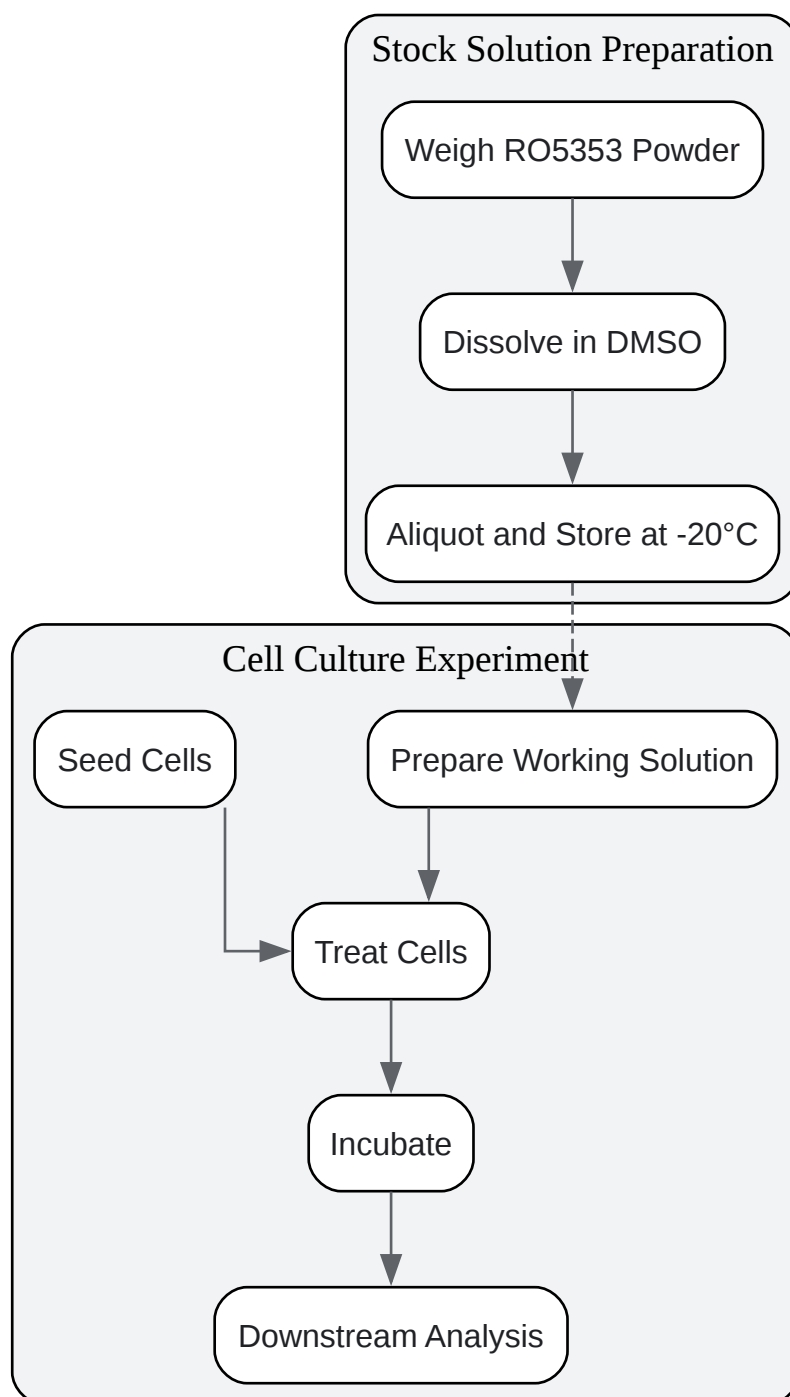 Stock Solution Preparation
Weigh RO5353 Powder
Dissolve in DMSO
Aliquot and Store at -20°C
Cell Culture Experiment
Seed Cells
Prepare Working Solution
Treat Cells
Incubate
Downstream Analysis